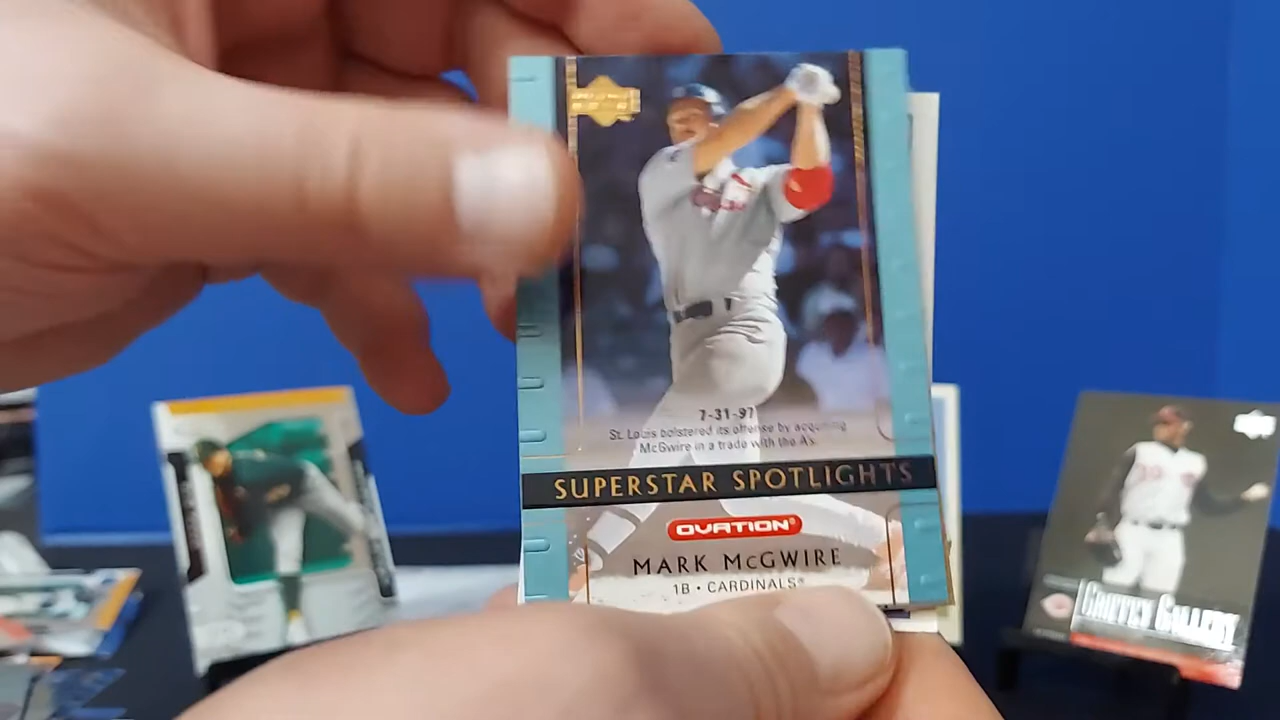 7-31-97
St. Louis bolstered its offense by acquiring
McGwire in a trade with the A's.
SUPERSTAR SPOTLIGHTS
OVATION®
MARK McGWIRE
1B • CARDINALS®
GLOVEY GALLERY